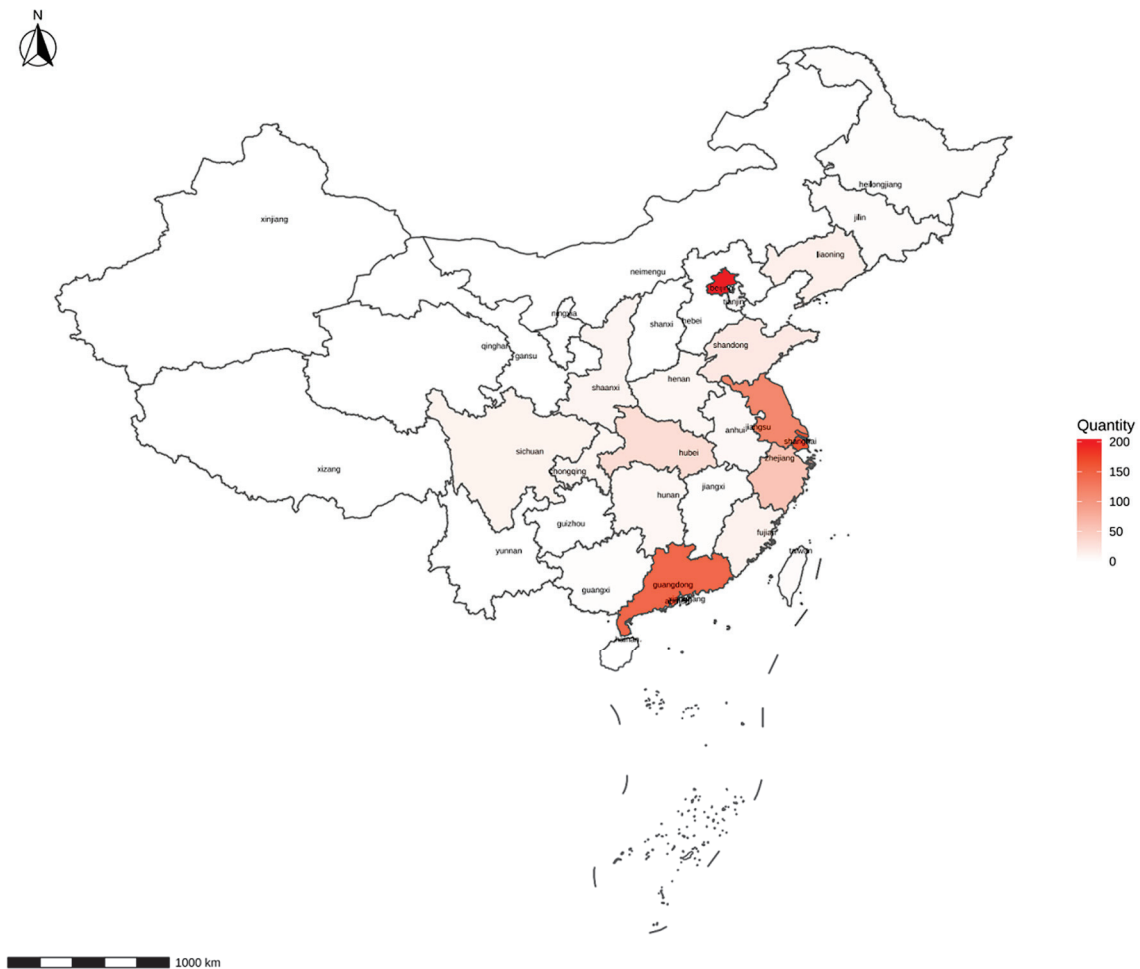 N
heilongjiang
jilin
xinjiang
liaoning
neimengu
beijing
tianjin
ningxia
shanxi
hebei
qinghai
gansu
shandong
henan
shaanxi
anhui
jiangsu
shanghai
sichuan
hubei
zhejiang
chongqing
xizang
jiangxi
hunan
guizhou
fujian
yunnan
taiwan
guangxi
guangdong
hainan
Quantity
200
150
100
50
0
1000 km